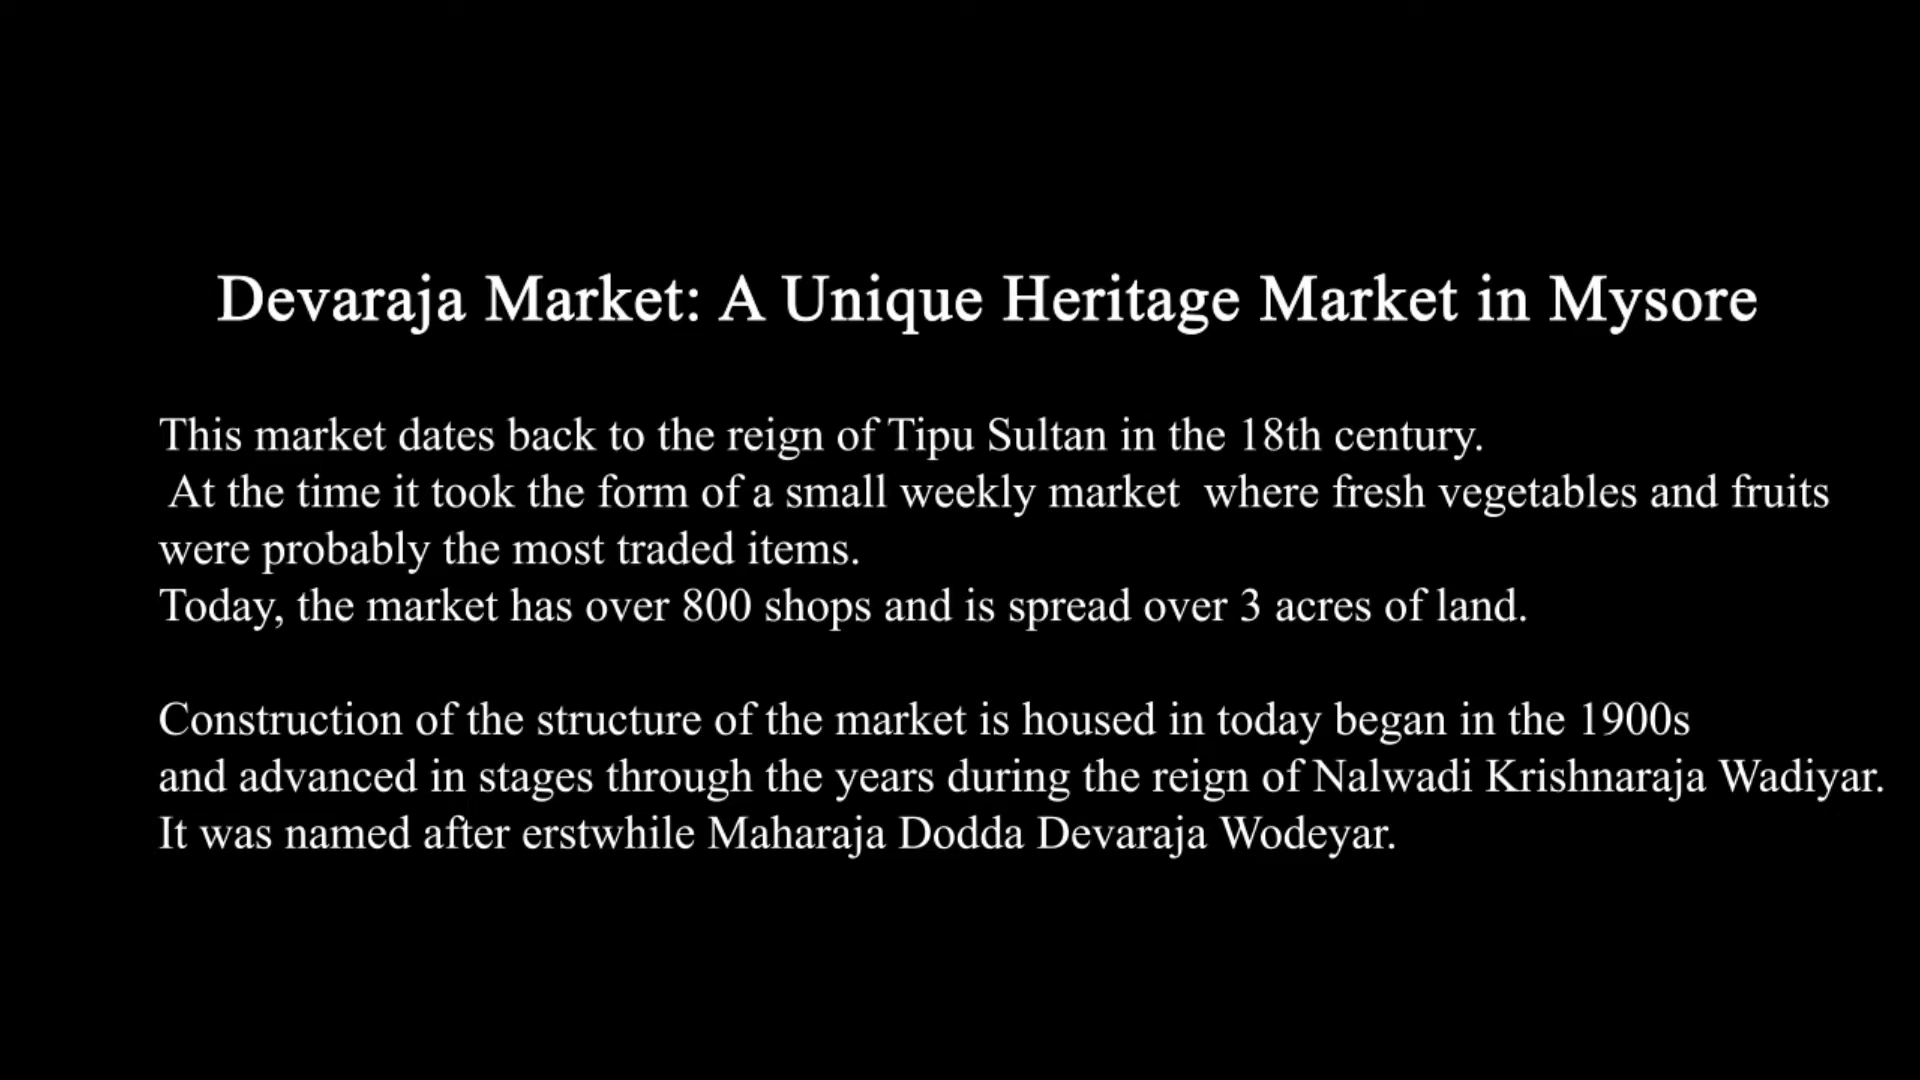 Devaraja Market: A Unique Heritage Market in Mysore
This market dates back to the reign of Tipu Sultan in the 18th century.
At the time it took the form of a small weekly market  where fresh vegetables and fruits
were probably the most traded items.
Today, the market has over 800 shops and is spread over 3 acres of land.
Construction of the structure of the market is housed in today began in the 1900s
and advanced in stages through the years during the reign of Nalwadi Krishnaraja Wadiyar.
It was named after erstwhile Maharaja Dodda Devaraja Wodeyar.